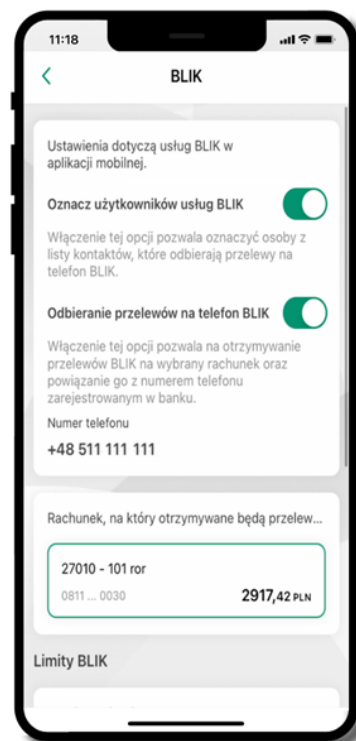 11:18
BLIK
Ustawienia dotyczą usług BLIK w
aplikacji mobilnej.
Oznacz użytkowników usług BLIK
Włączenie tej opcji pozwala oznaczyć osoby z
listy kontaktów, które odbierają przelewy na
telefon BLIK.
Odbieranie przelewów na telefon BLIK
Włączenie tej opcji pozwala na otrzymywanie
przelewów BLIK na wybrany rachunek oraz
powiązanie go z numerem telefonu
zarejestrowanym w banku.
Numer telefonu
+48 511 111 111
Rachunek, na który otrzymywane będą przelew...
27010 - 101 ror
0811 ... 0030 2917,42 PLN
Limity BLIK